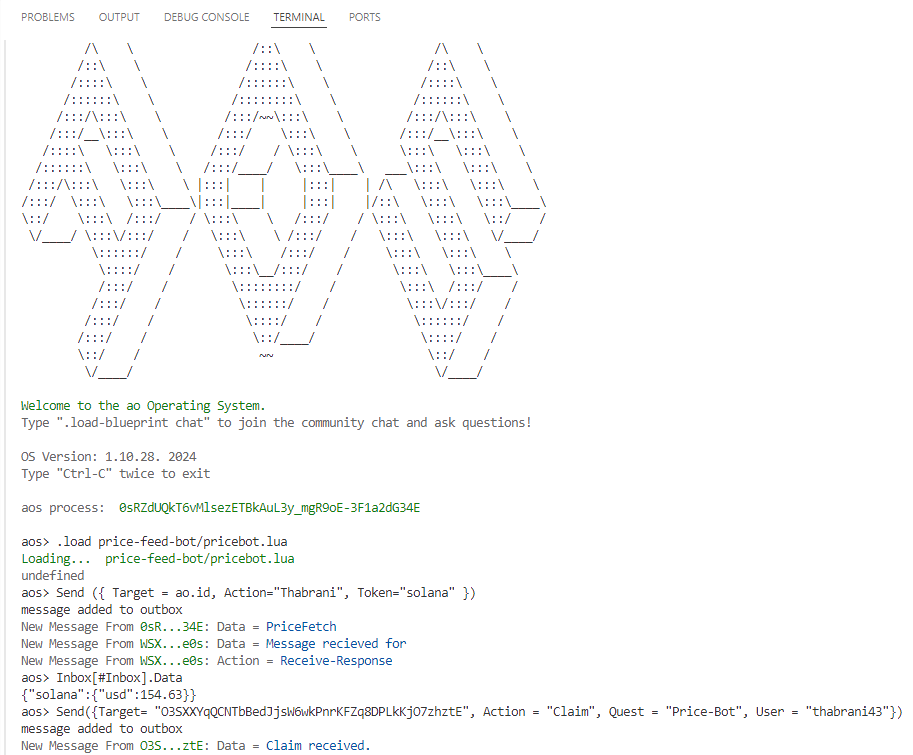 PROBLEMS OUTPUT DEBUG CONSOLE TERMINAL PORTS
Welcome to the ao Operating System.
Type ".load-blueprint chat" to join the community chat and ask questions!
OS Version: 1.10.28. 2024
Type "Ctrl-C" twice to exit
aos process: 0sRZdUQkT6vMlsezETBkAuL3y_mgR9oE-3F1a2dG34E
aos> .load price-feed-bot/pricebot.lua
Loading... price-feed-bot/pricebot.lua
undefined
aos> Send ({ Target = ao.id, Action="Thabrani", Token="solana" })
message added to outbox
New Message From 0sR...34E: Data = PriceFetch
New Message From WSX...e0s: Data = Message recieved for
New Message From WSX...e0s: Action = Receive-Response
aos> Inbox[#Inbox].Data
{"solana":{"usd":154.63}}
aos> Send({Target= "O3SXXYqQCNTbBedJjsW6wkPnrKFZq8DPLkKjO7zhztE", Action = "Claim", Quest = "Price-Bot", User = "thabrani43"})
message added to outbox
New Message From O3S...ztE: Data = Claim received.